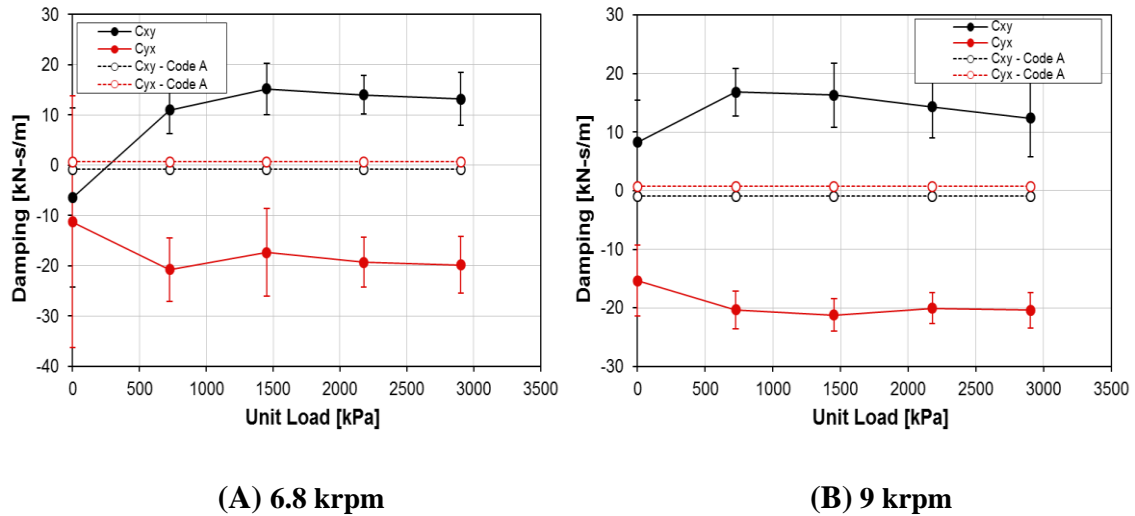 Cxy
Cyx
Cxy - Code A
Cyx - Code A
30
20
10
0
-10
-20
-30
-40
Damping [kN-s/m]
0 500 1000 1500 2000 2500 3000 3500
Unit Load [kPa]
(A) 6.8 krpm
Cxy
Cyx
Cxy - Code A
Cyx - Code A
30
20
10
0
-10
-20
-30
Damping [kN-s/m]
0 500 1000 1500 2000 2500 3000 3500
Unit Load [kPa]
(B) 9 krpm